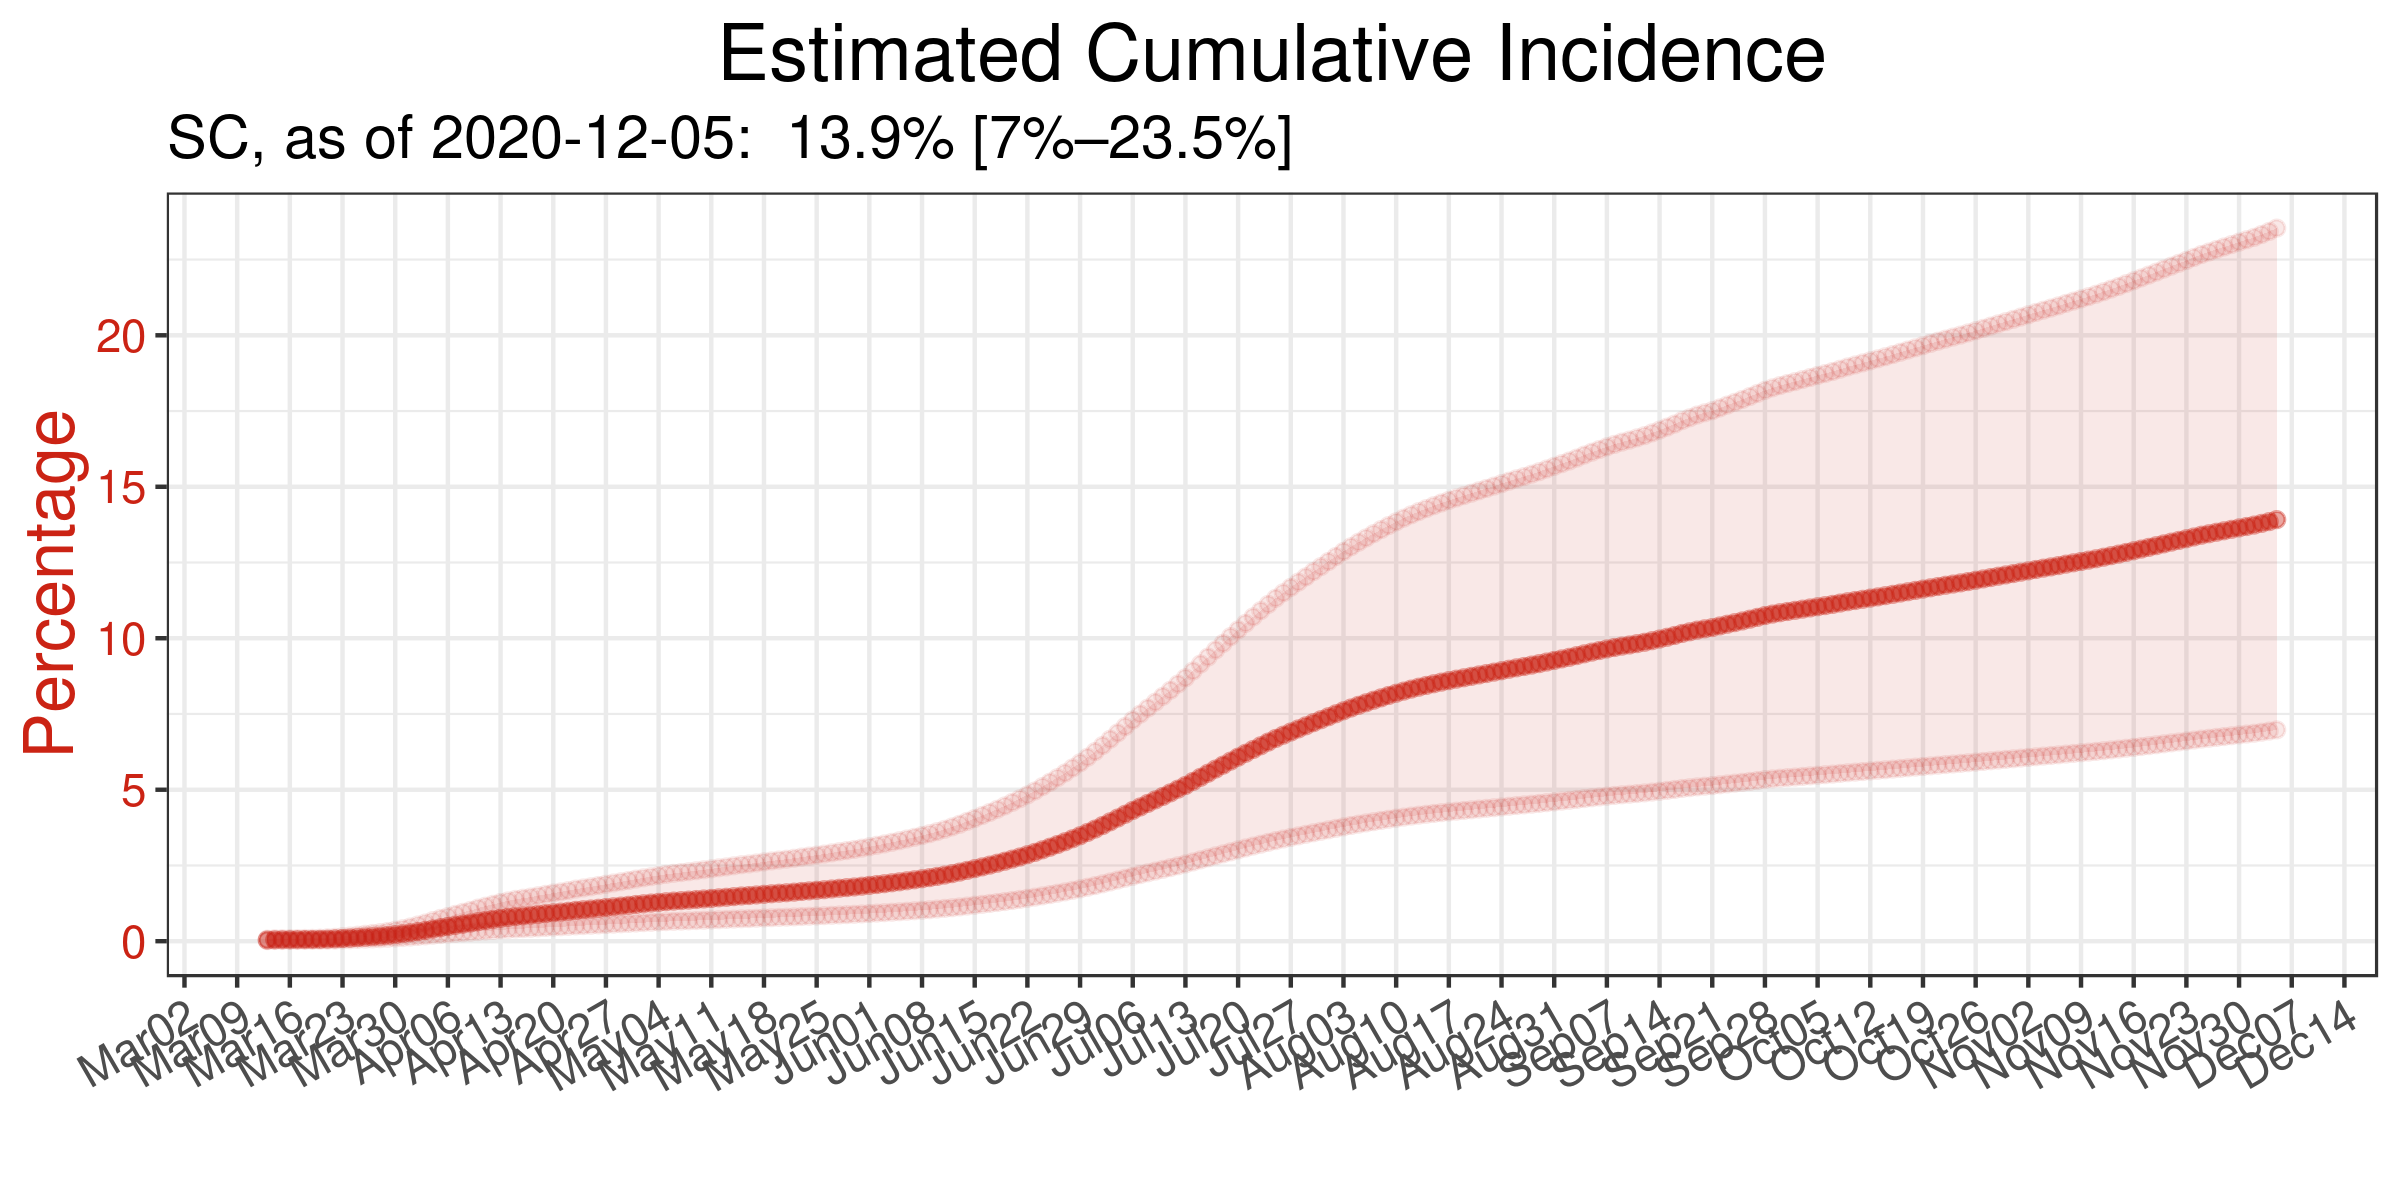 Estimated Cumulative Incidence
SC, as of 2020-12-05:  13.9% [7%–23.5%]
Percentage
20
15
10
5
0
Mar02
Mar09
Mar16
Mar23
Mar30
Apr06
Apr13
Apr20
Apr27
May04
May11
May18
May25
Jun01
Jun08
Jun15
Jun22
Jun29
Jul06
Jul13
Jul20
Jul27
Aug03
Aug10
Aug17
Aug24
Aug31
Sep07
Sep14
Sep21
Sep28
Oct05
Oct12
Oct19
Oct26
Nov02
Nov09
Nov16
Nov23
Nov30
Dec07
Dec14